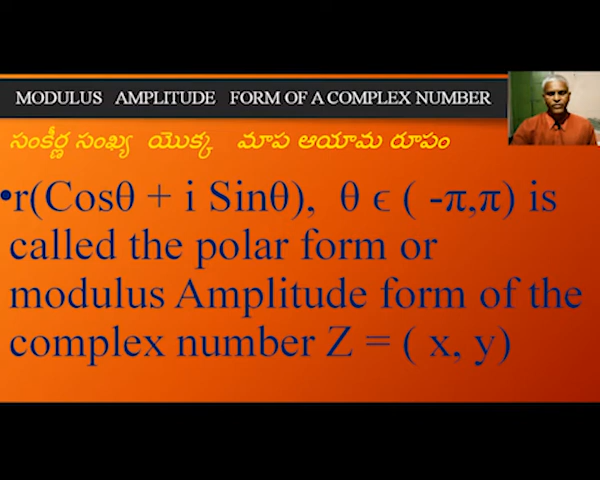 MODULUS AMPLITUDE FORM OF A COMPLEX NUMBER
సంకీర్ణ సంఖ్య యొక్క మాప ఆయామ రూపం
•r(Cosθ + i Sinθ), θ ϵ ( -π,π) is
called the polar form or
modulus Amplitude form of the
complex number Z = ( x, y)